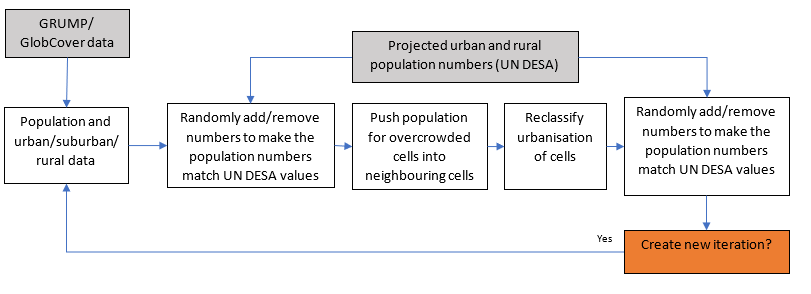 GRUMP/
GlobCover data
Projected urban and rural
population numbers (UN DESA)
Population and
urban/suburban/
rural data
Randomly add/remove
numbers to make the
population numbers
match UN DESA values
Push population
for overcrowded
cells into
neighbouring cells
Reclassify
urbanisation
of cells
Randomly add/remove
numbers to make the
population numbers
match UN DESA values
Yes
Create new iteration?